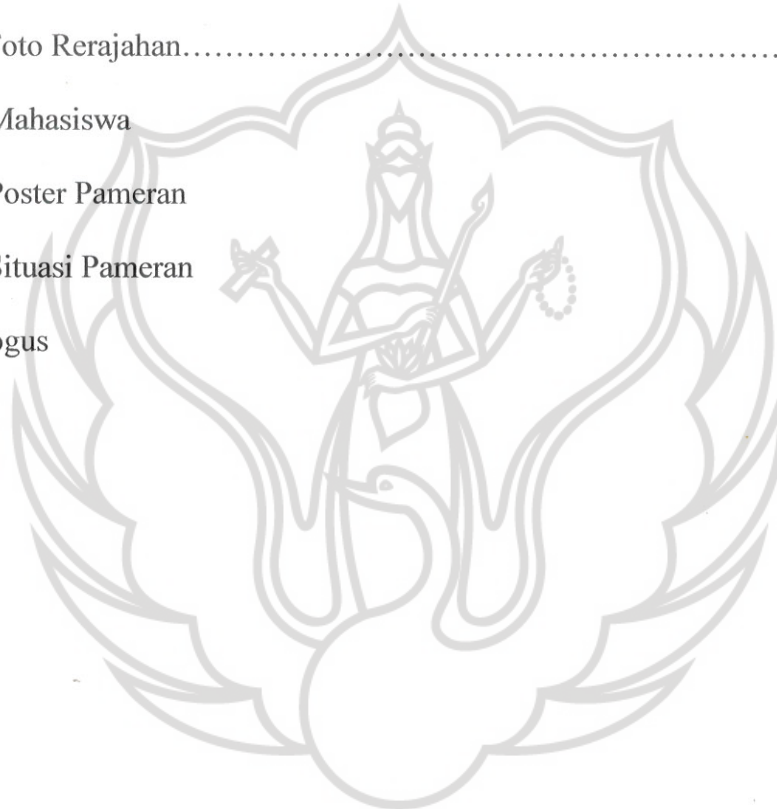 oto Rerajahan..............................................................
Mahasiswa
Poster Pameran
Situasi Pameran
ogus